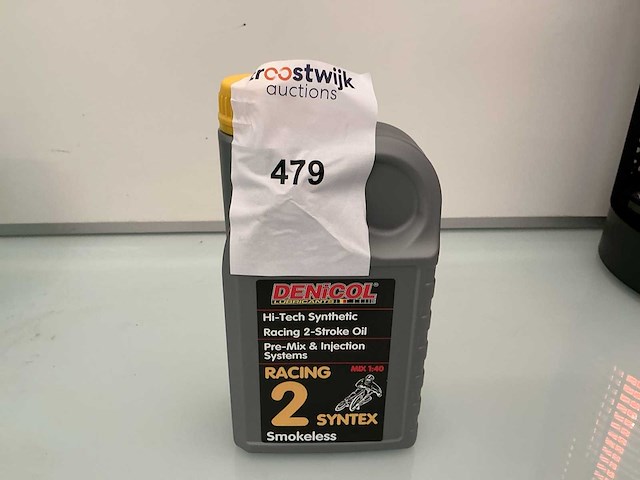 troostwijk
auctions
479
DENiCOL
LUBRICANTS
Hi-Tech Synthetic
Racing 2-Stroke Oil
Pre-Mix & Injection
Systems
RACING MIX 1:40
2 SYNTEX
Smokeless